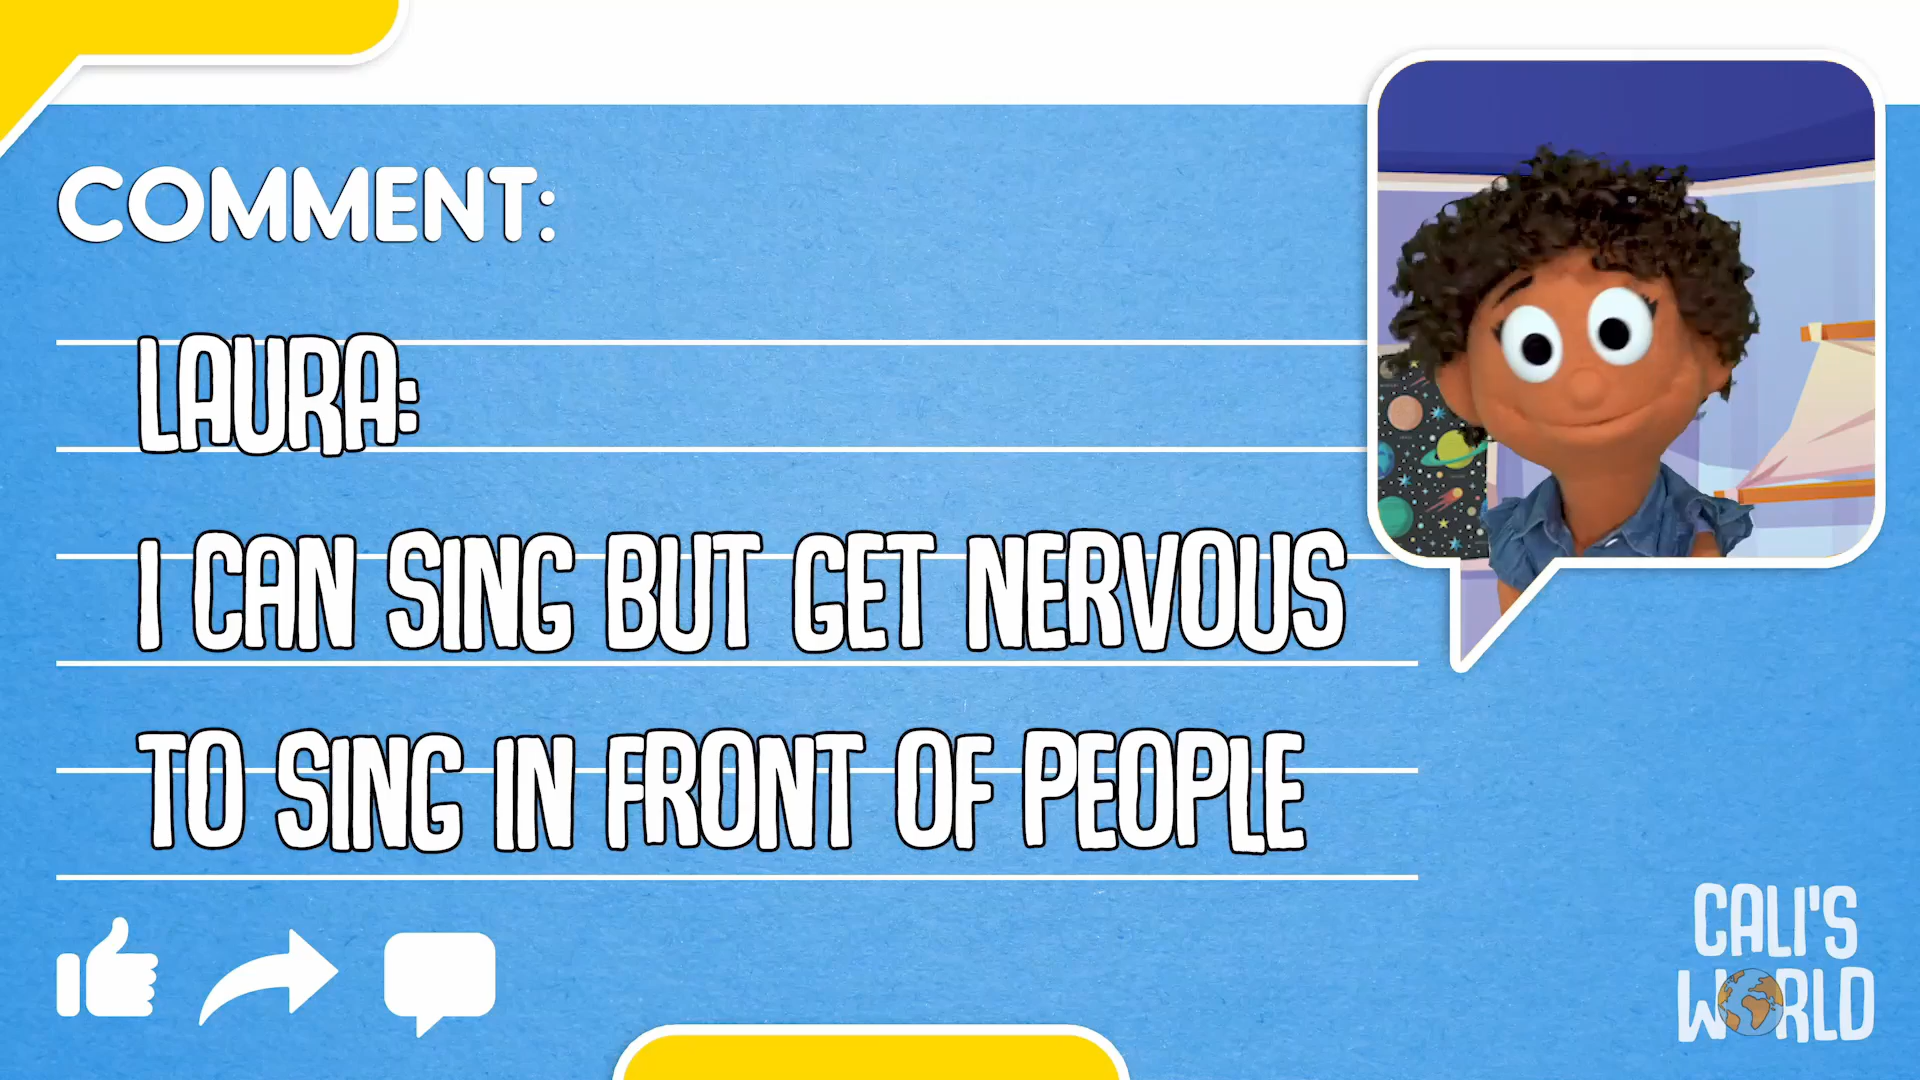 COMMENT:
LAURA:
I CAN SING BUT GET NERVOUS
TO SING IN FRONT OF PEOPLE
CALI'S
WORLD